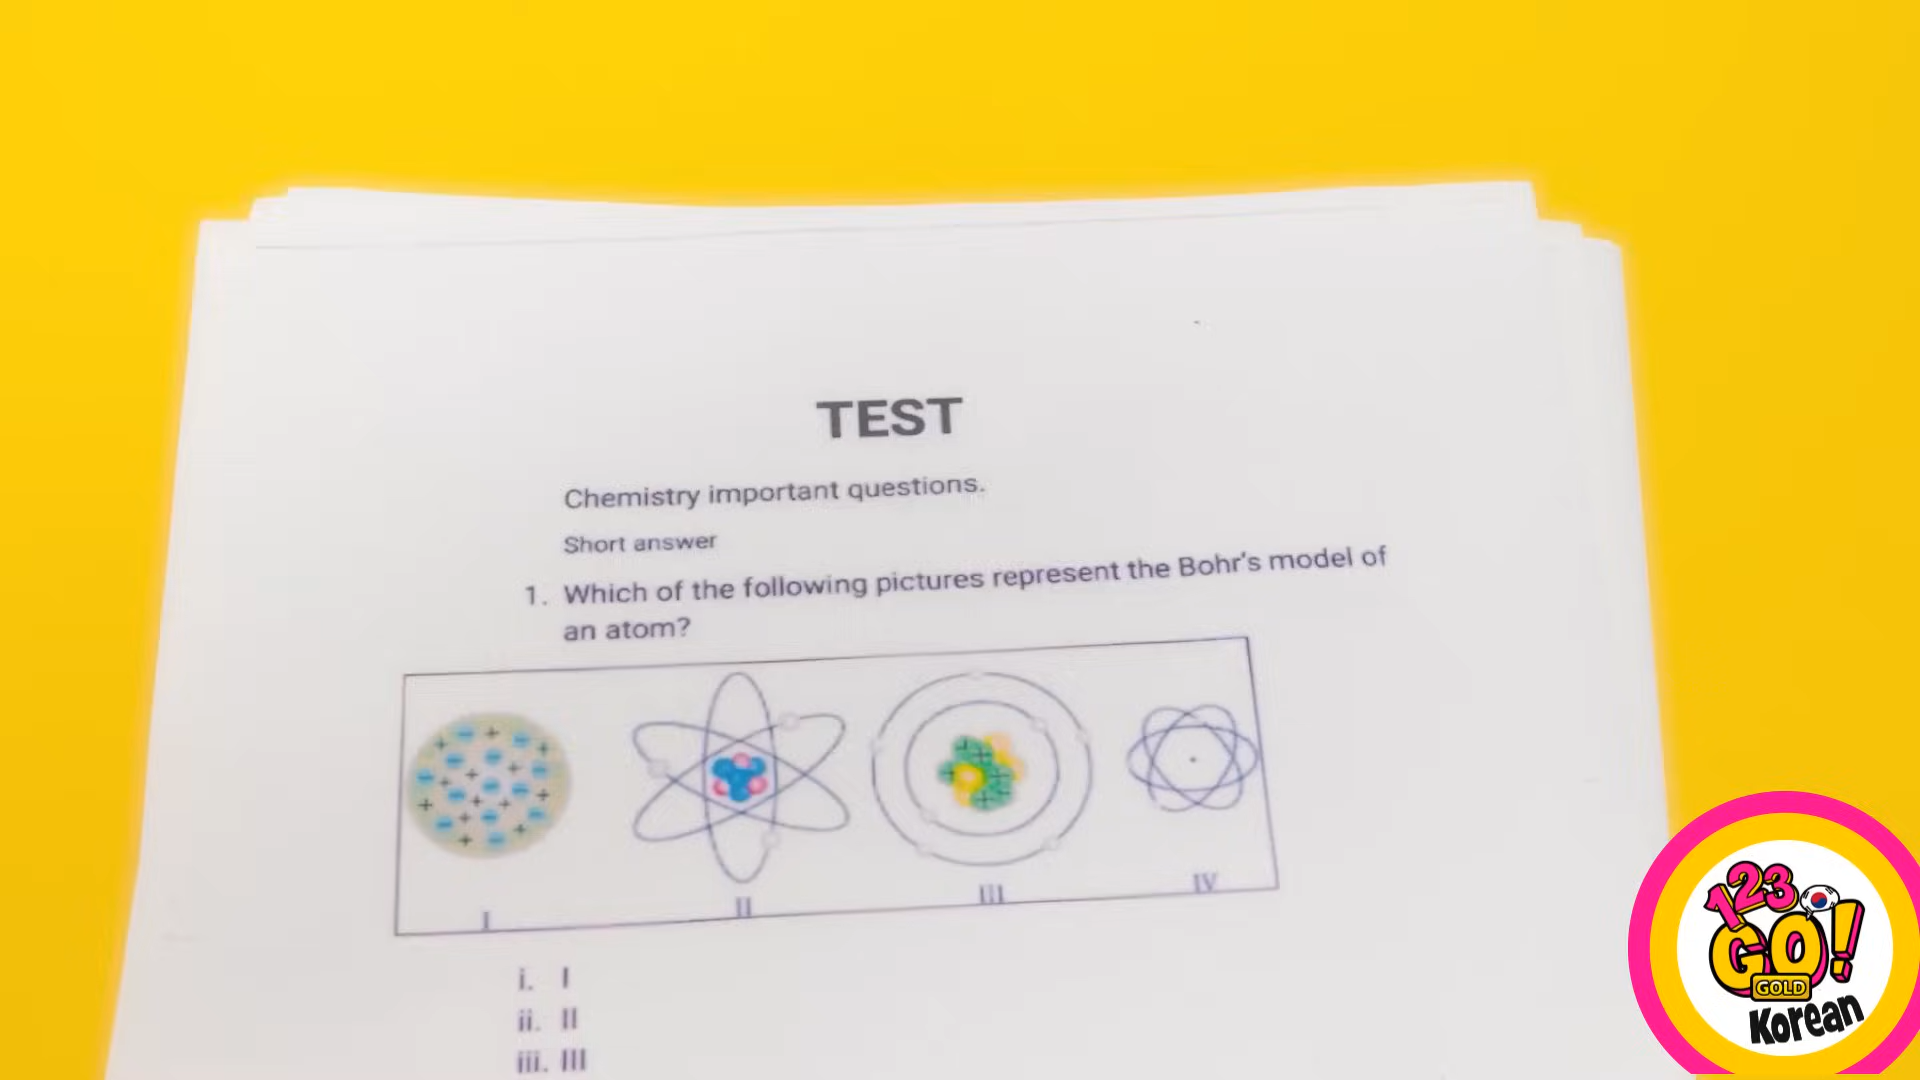 TEST
Chemistry important questions.
Short answer
1. Which of the following pictures represent the Bohr's model of
an atom?
I II III IV
i. I
ii. II
iii. III
123
GO!
GOLD
Korean